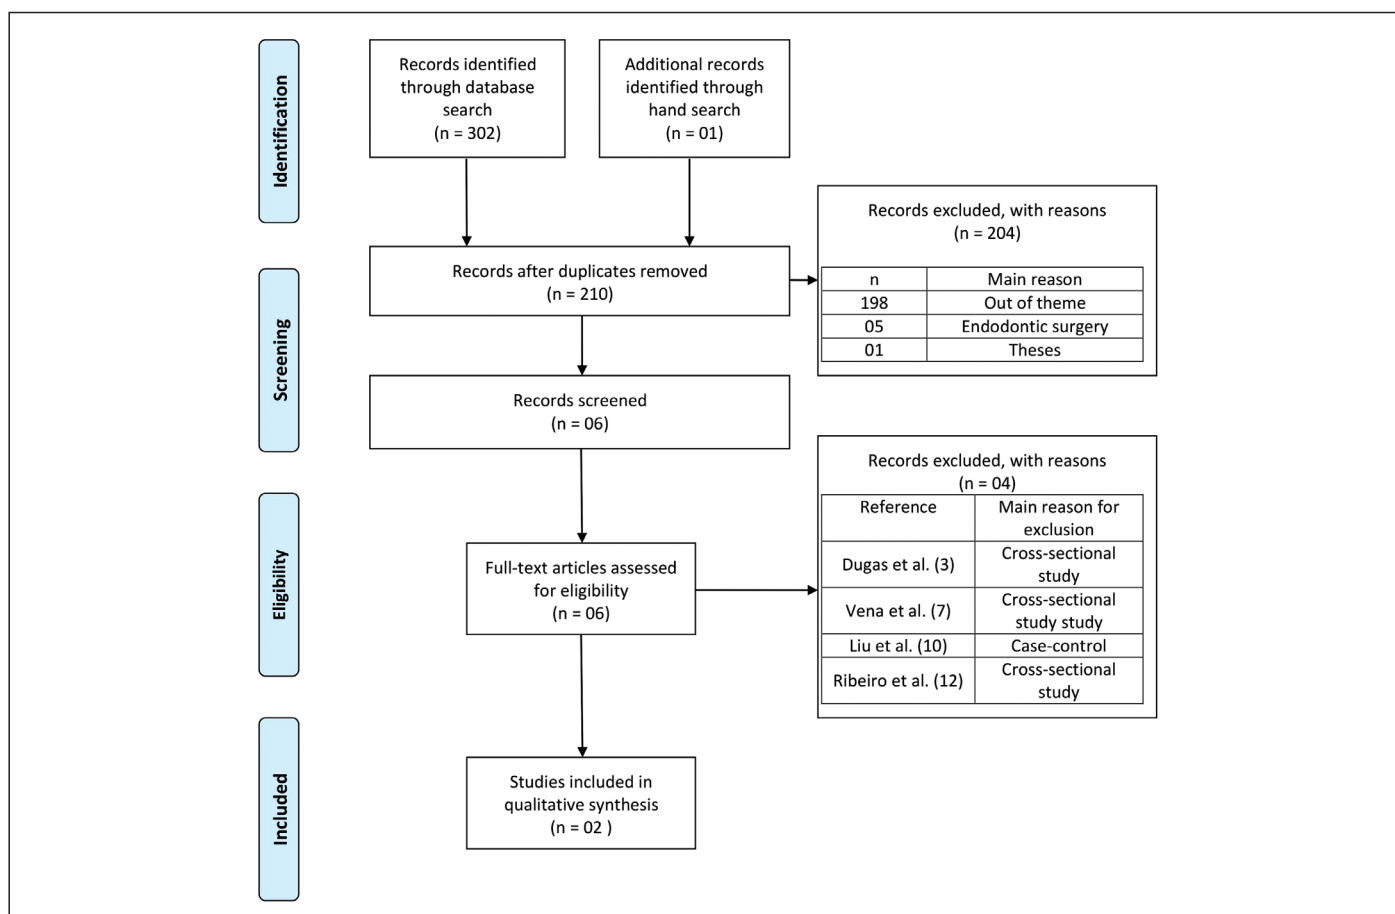 Identification
Records identified
through database
search
(n = 302)
Additional records
identified through
hand search
(n = 01)
Records excluded, with reasons
(n = 204)
n Main reason
198 Out of theme
05 Endodontic surgery
01 Theses
Screening
Records after duplicates removed
(n = 210)
Records screened
(n = 06)
Eligibility
Full-text articles assessed
for eligibility
(n = 06)
Records excluded, with reasons
(n = 04)
Reference Main reason for
exclusion
Dugas et al. (3) Cross-sectional
study
Vena et al. (7) Cross-sectional
study study
Liu et al. (10) Case-control
Ribeiro et al. (12) Cross-sectional
study
Included
Studies included in
qualitative synthesis
(n = 02 )